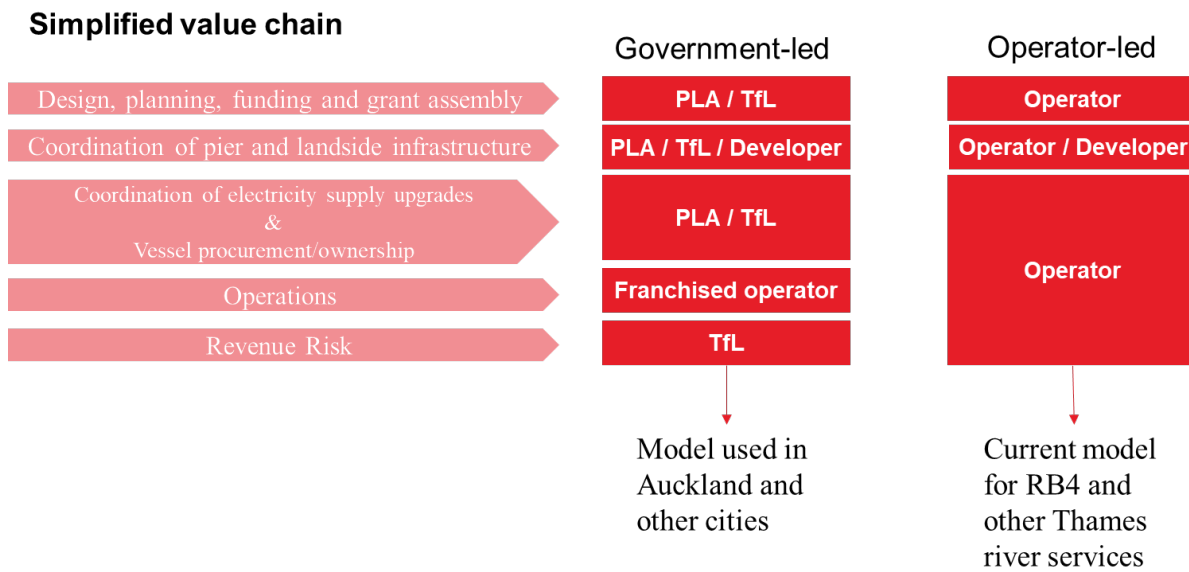 Simplified value chain
Government-led
Operator-led
Design, planning, funding and grant assembly
PLA / TfL
Operator
Coordination of pier and landside infrastructure
PLA / TfL / Developer
Operator / Developer
Coordination of electricity supply upgrades
&
Vessel procurement/ownership
PLA / TfL
Operator
Operations
Franchised operator
Revenue Risk
TfL
Model used in
Auckland and
other cities
Current model
for RB4 and
other Thames
river services